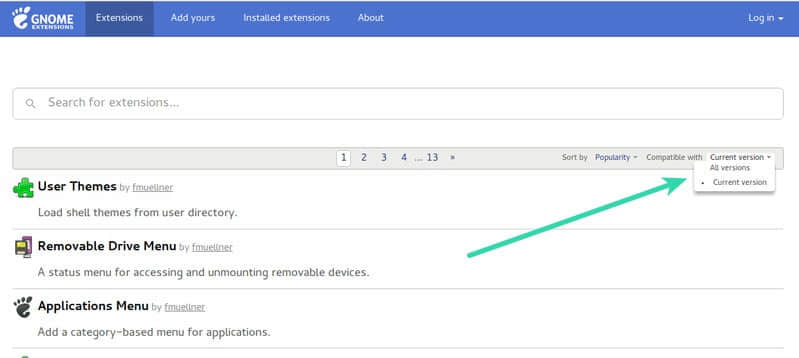 GNOME EXTENSIONS Extensions Add yours Installed extensions About Log in
Search for extensions...
1 2 3 4 ... 13 » Sort by Popularity Compatible with Current version
All versions
• Current version
User Themes by fmuellner
Load shell themes from user directory.
Removable Drive Menu by fmuellner
A status menu for accessing and unmounting removable devices.
Applications Menu by fmuellner
Add a category-based menu for applications.